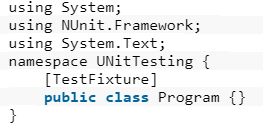 using System;
using NUnit.Framework;
using System.Text;
namespace UNitTesting {
    [TestFixture]
    public class Program {}
}